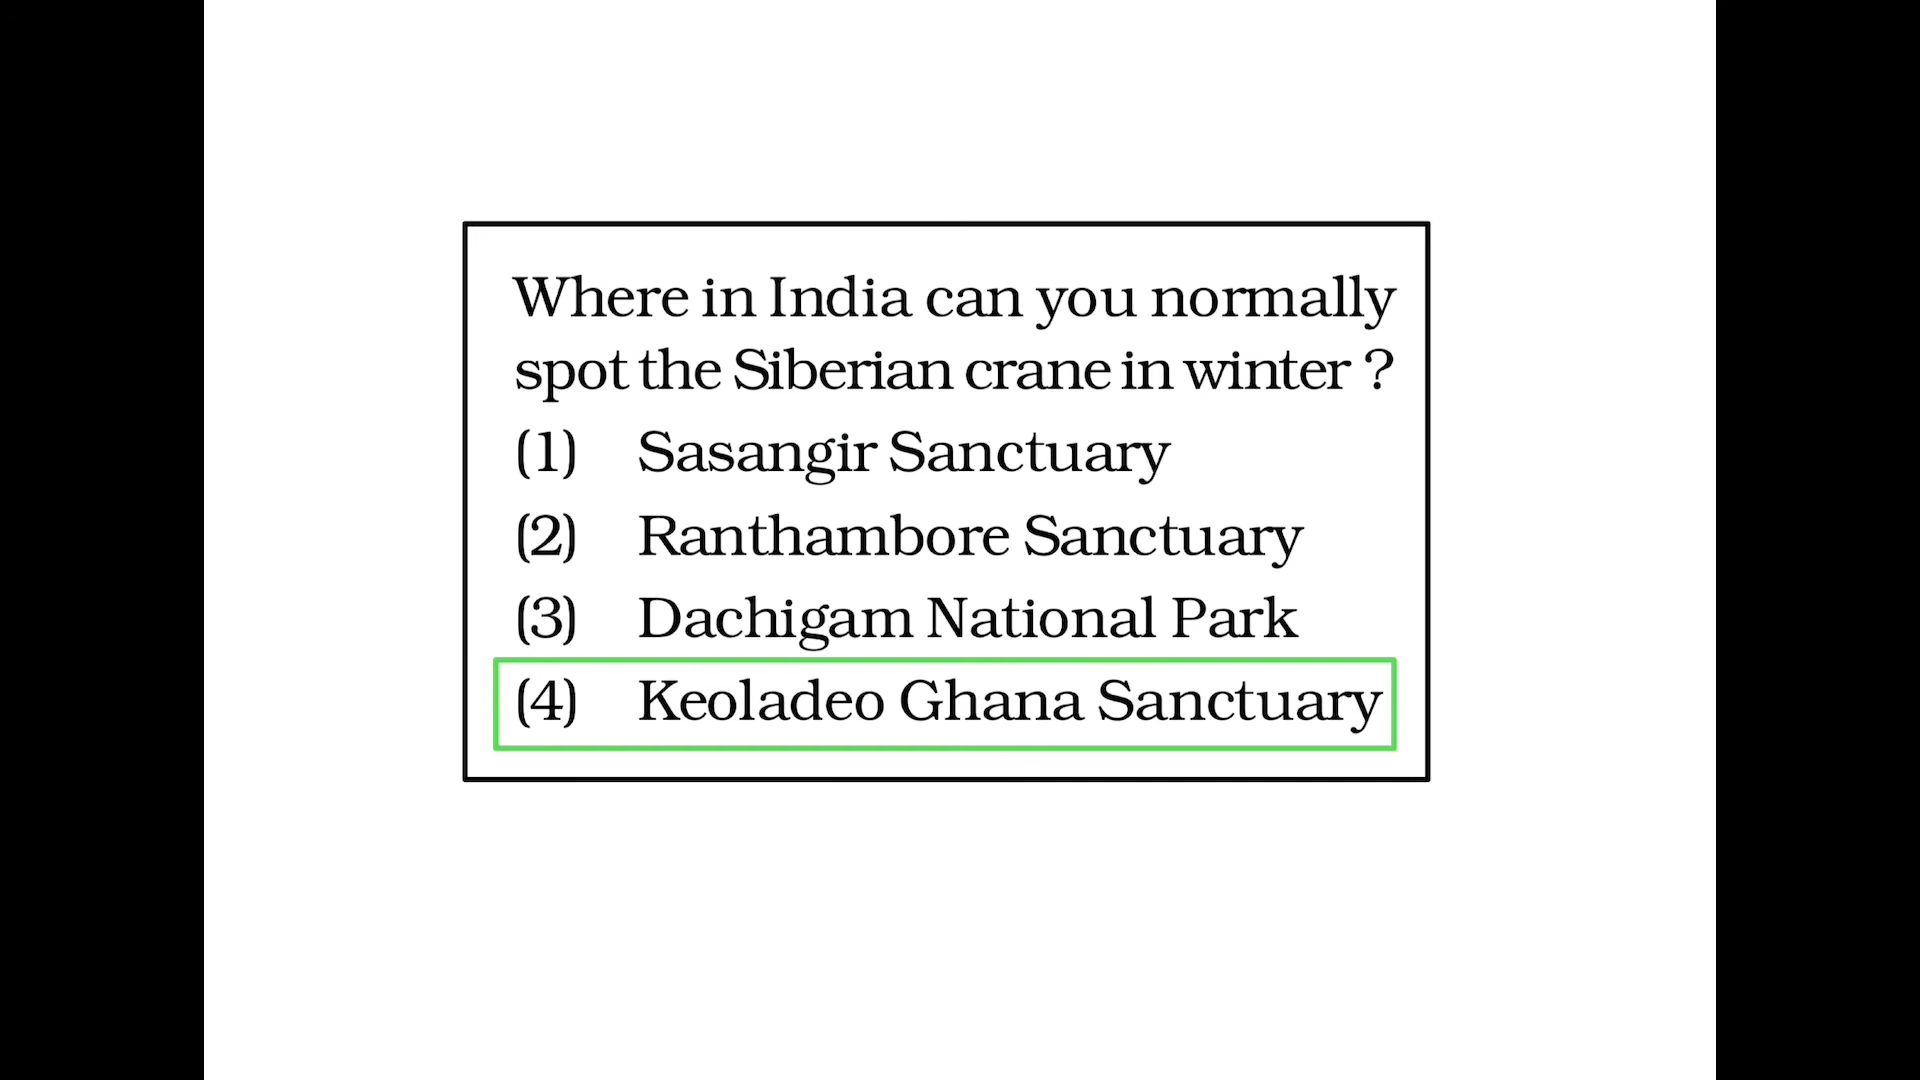 Where in India can you normally
spot the Siberian crane in winter ?
(1) Sasangir Sanctuary
(2) Ranthambore Sanctuary
(3) Dachigam National Park
(4) Keoladeo Ghana Sanctuary